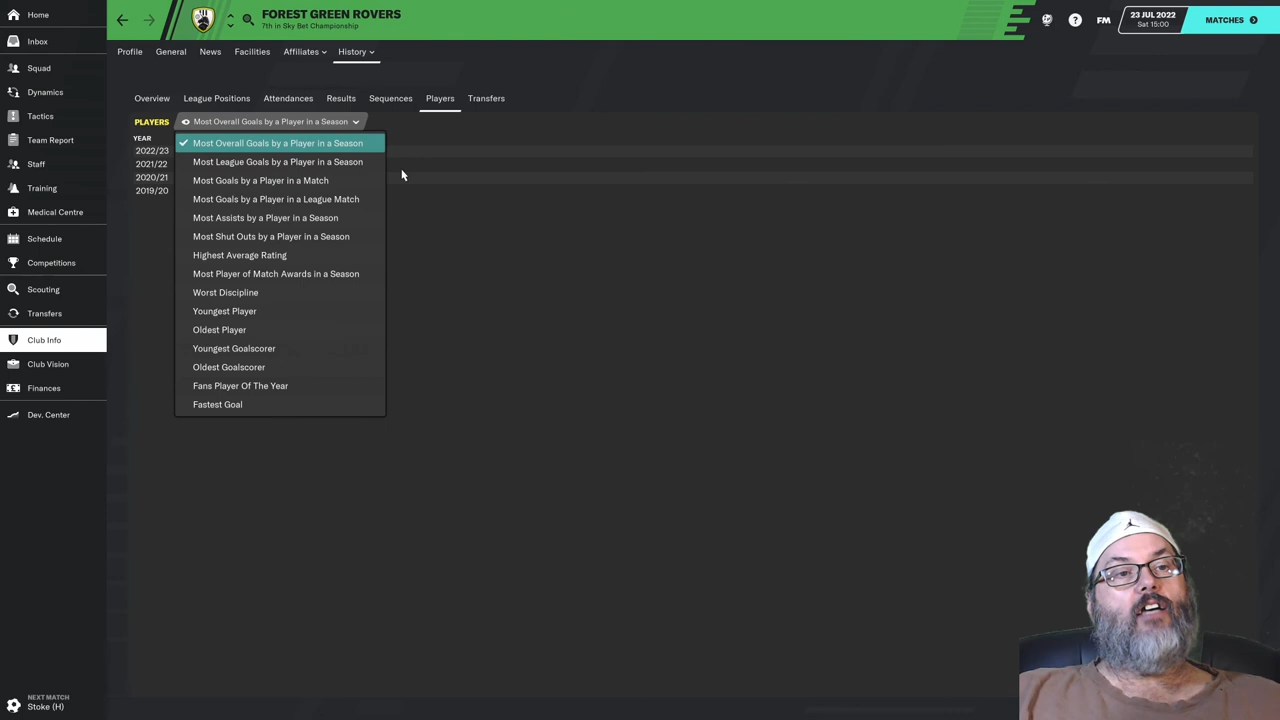 Home
Inbox
Squad
Dynamics
Tactics
Team Report
Staff
Training
Medical Centre
Schedule
Competitions
Scouting
Transfers
Club Info
Club Vision
Finances
Dev. Center
NEXT MATCH
Stoke (H)
FOREST GREEN ROVERS
7th in Sky Bet Championship
FM
23 JUL 2022
Sat 15:00
MATCHES
Profile
General
News
Facilities
Affiliates
History
Overview
League Positions
Attendances
Results
Sequences
Players
Transfers
PLAYERS
Most Overall Goals by a Player in a Season
YEAR
2022/23
2021/22
2020/21
2019/20
Most Overall Goals by a Player in a Season
Most League Goals by a Player in a Season
Most Goals by a Player in a Match
Most Goals by a Player in a League Match
Most Assists by a Player in a Season
Most Shut Outs by a Player in a Season
Highest Average Rating
Most Player of Match Awards in a Season
Worst Discipline
Youngest Player
Oldest Player
Youngest Goalscorer
Oldest Goalscorer
Fans Player Of The Year
Fastest Goal